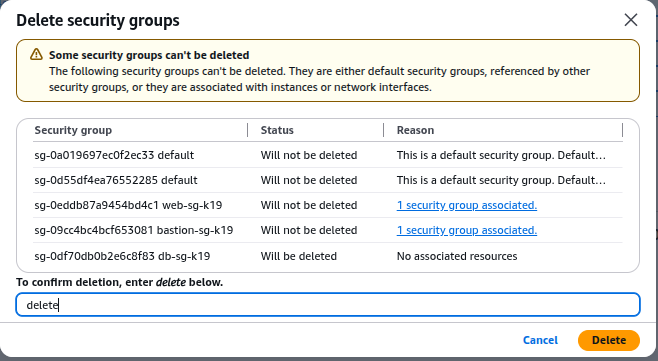 Delete security groups
Some security groups can't be deleted
The following security groups can't be deleted. They are either default security groups, referenced by other
security groups, or they are associated with instances or network interfaces.
Security group Status Reason
sg-0a019697ec0f2ec33 default Will not be deleted This is a default security group. Default...
sg-0d55df4ea76552285 default Will not be deleted This is a default security group. Default...
sg-0eddb87a9454bd4c1 web-sg-k19 Will not be deleted 1 security group associated.
sg-09cc4bc4bcf653081 bastion-sg-k19 Will not be deleted 1 security group associated.
sg-0df70db0b2e6c8f83 db-sg-k19 Will be deleted No associated resources
To confirm deletion, enter delete below.
delete
Cancel Delete